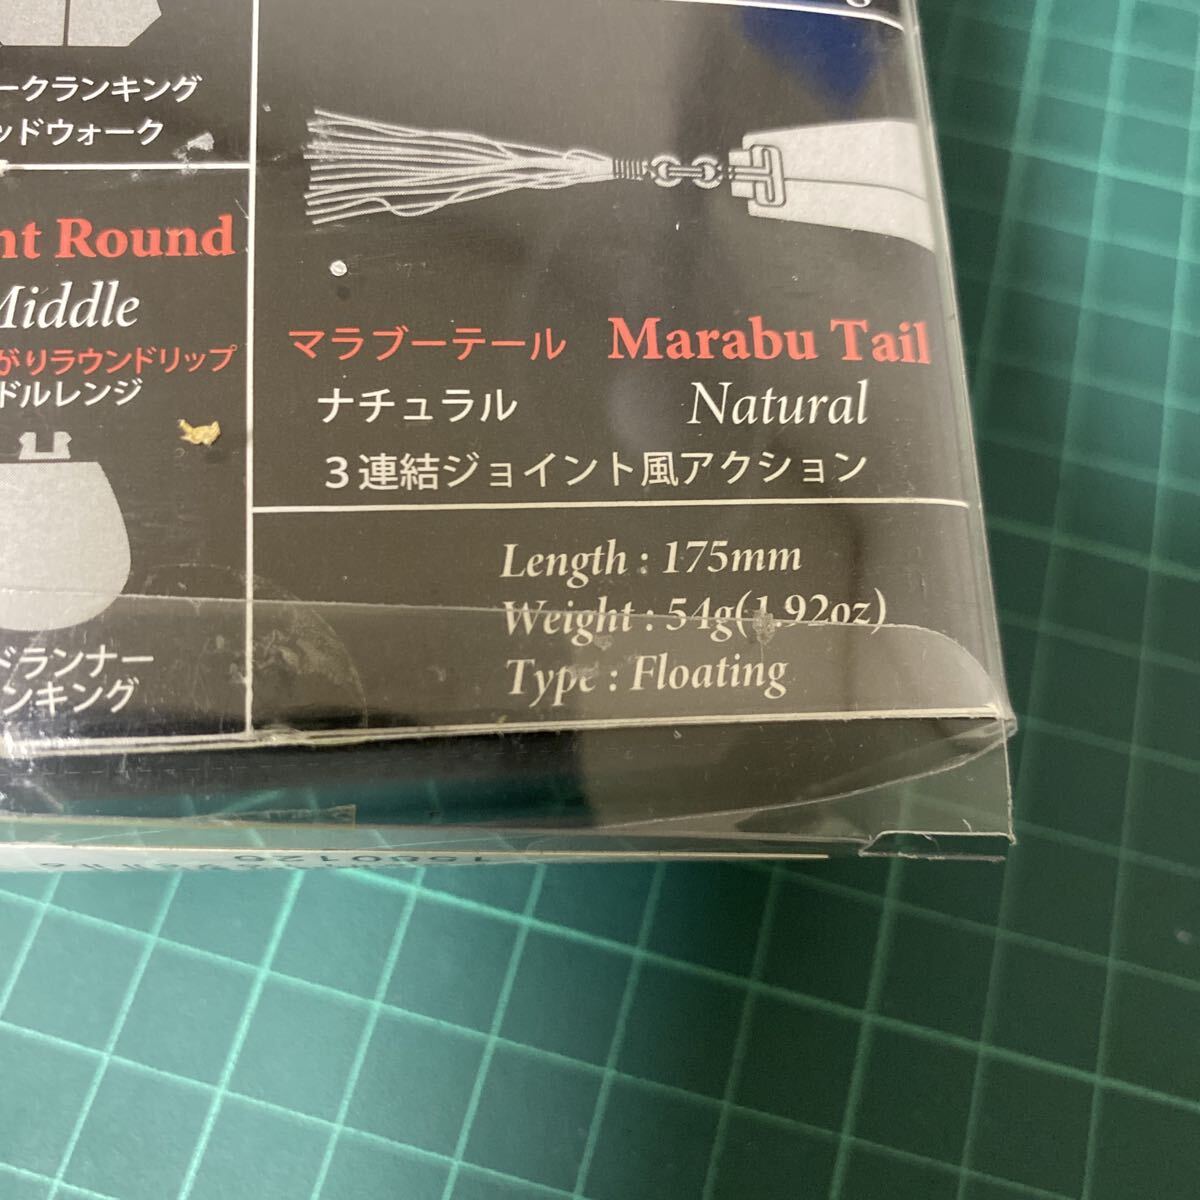 ークランキング
ッドウォーク
nt Round
Middle
がりラウンドリップ
ドルレンジ
ドランナー
ンキング
マラブーテール Marabu Tail
ナチュラル Natural
3連結ジョイント風アクション
Length : 175mm
Weight : 54g(1.92oz)
Type : Floating